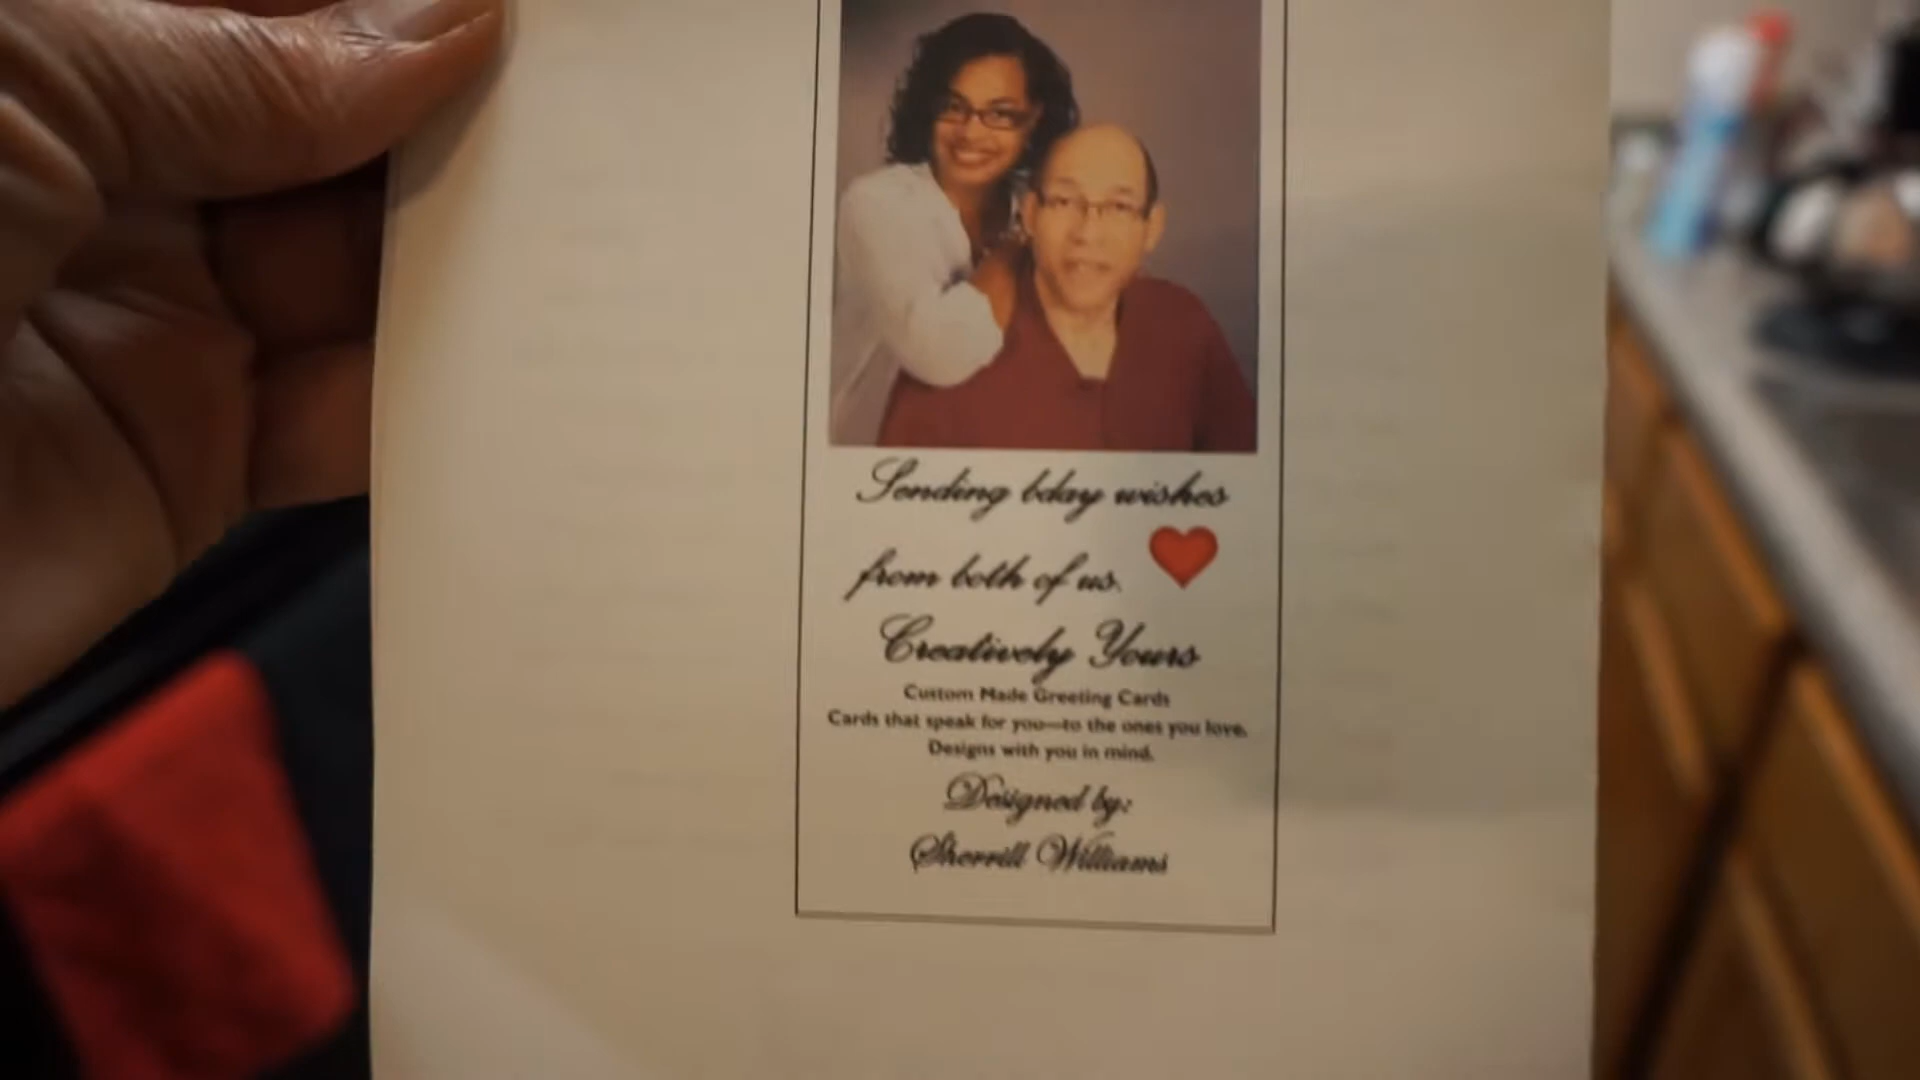 Sending bday wishes
from both of us.
Creatively Yours
Custom Made Greeting Cards
Cards that speak for you—to the ones you love.
Designs with you in mind.
Designed by:
Sherrill Williams